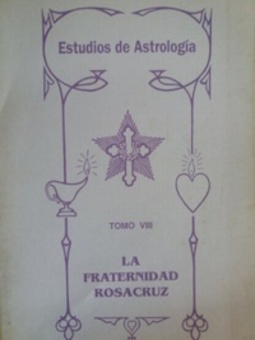 Estudios de Astrología
TOMO VIII
LA
FRATERNIDAD
ROSACRUZ